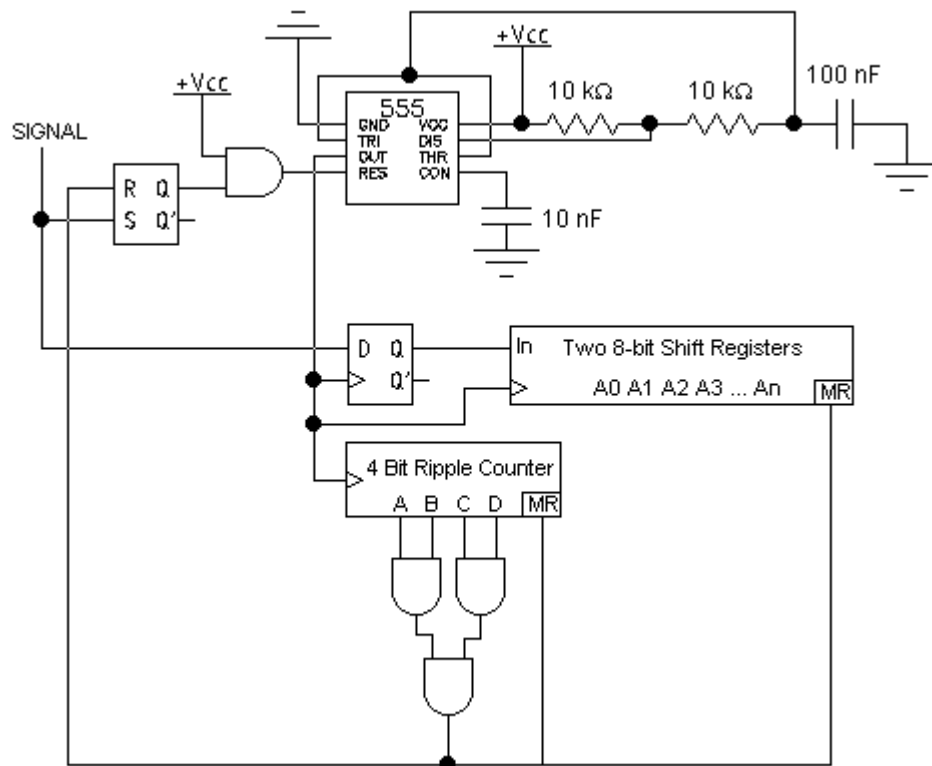 +Vcc
+Vcc
100 nF
10 kΩ
10 kΩ
555
GND VCC
TRI DIS
OUT THR
RES CON
SIGNAL
R Q
S Q'
10 nF
D Q
Q'
In Two 8-bit Shift Registers
A0 A1 A2 A3 ... An MR
4 Bit Ripple Counter
A B C D MR